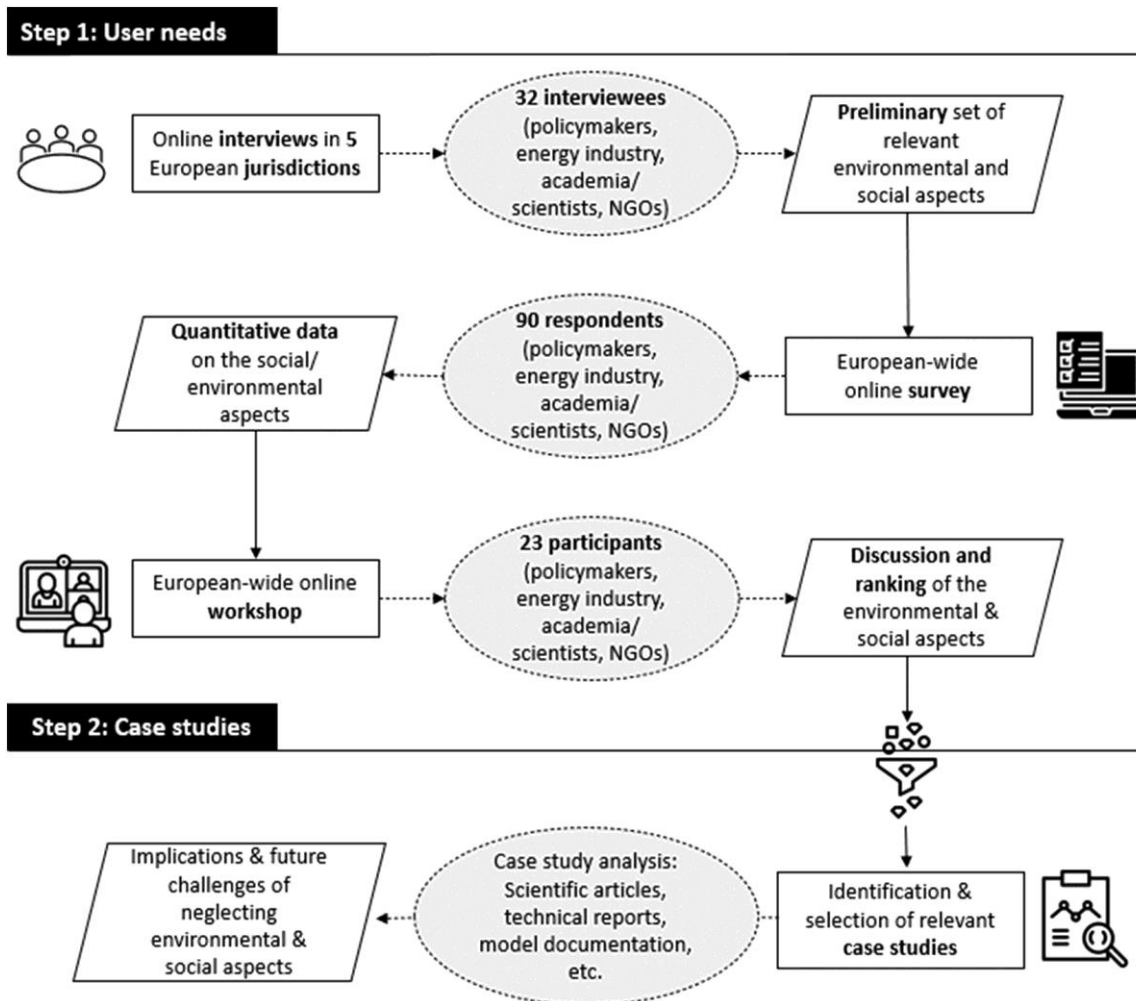 Step 1: User needs
Online interviews in 5
European jurisdictions
32 interviewees
(policymakers,
energy industry,
academia/
scientists, NGOs)
Preliminary set of
relevant
environmental and
social aspects
European-wide
online survey
90 respondents
(policymakers,
energy industry,
academia/
scientists, NGOs)
Quantitative data
on the social/
environmental
aspects
European-wide online
workshop
23 participants
(policymakers,
energy industry,
academia/
scientists, NGOs)
Discussion and
ranking of the
environmental &
social aspects
Step 2: Case studies
Identification &
selection of relevant
case studies
Case study analysis:
Scientific articles,
technical reports,
model documentation,
etc.
Implications & future
challenges of
neglecting
environmental &
social aspects